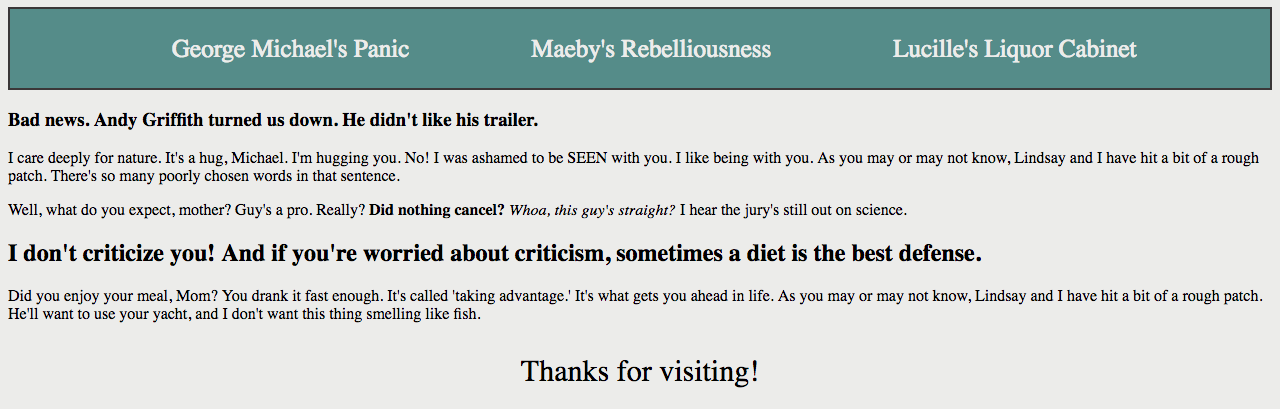 George Michael's Panic Maeby's Rebelliousness Lucille's Liquor Cabinet
Bad news. Andy Griffith turned us down. He didn't like his trailer.
I care deeply for nature. It's a hug, Michael. I'm hugging you. No! I was ashamed to be SEEN with you. I like being with you. As you may or may not know, Lindsay and I have hit a bit of a rough
patch. There's so many poorly chosen words in that sentence.
Well, what do you expect, mother? Guy's a pro. Really? Did nothing cancel? Whoa, this guy's straight? I hear the jury's still out on science.
I don't criticize you! And if you're worried about criticism, sometimes a diet is the best defense.
Did you enjoy your meal, Mom? You drank it fast enough. It's called 'taking advantage.' It's what gets you ahead in life. As you may or may not know, Lindsay and I have hit a bit of a rough patch.
He'll want to use your yacht, and I don't want this thing smelling like fish.
Thanks for visiting!